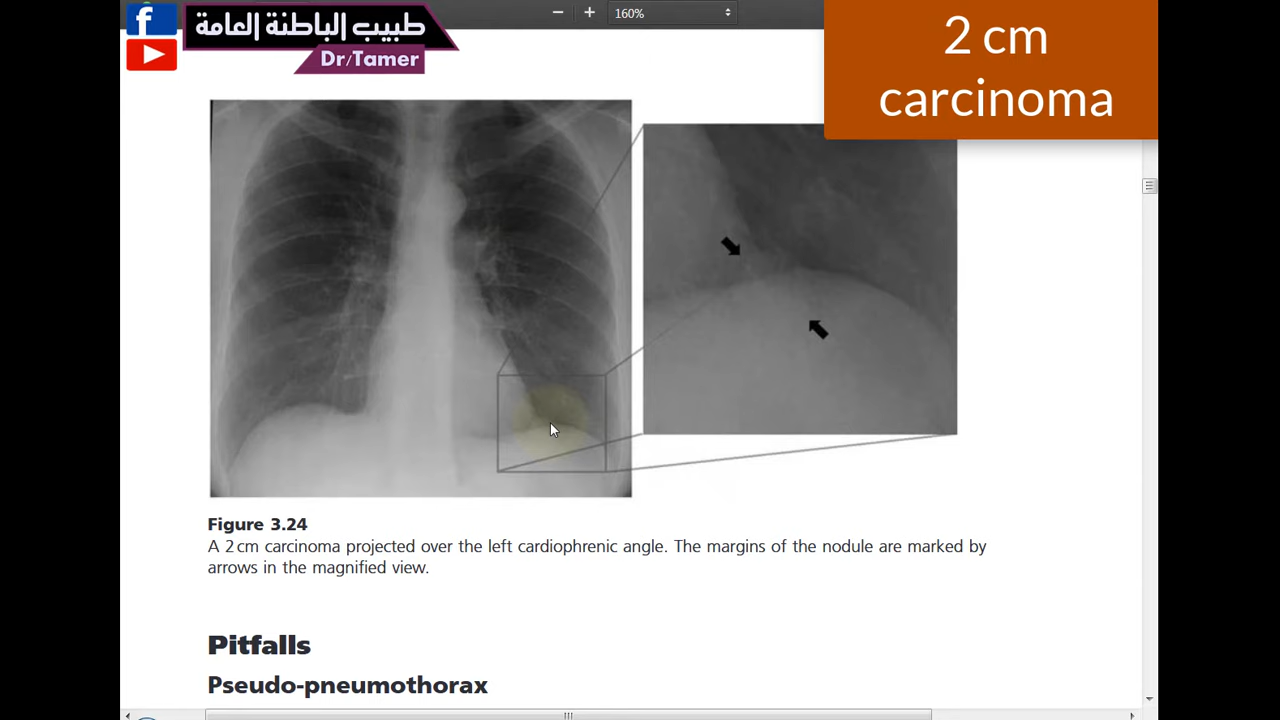 f
طبيب الباطنة العامة
Dr/Tamer
160%
2 cm
carcinoma
Figure 3.24
A 2 cm carcinoma projected over the left cardiophrenic angle. The margins of the nodule are marked by
arrows in the magnified view.
Pitfalls
Pseudo-pneumothorax